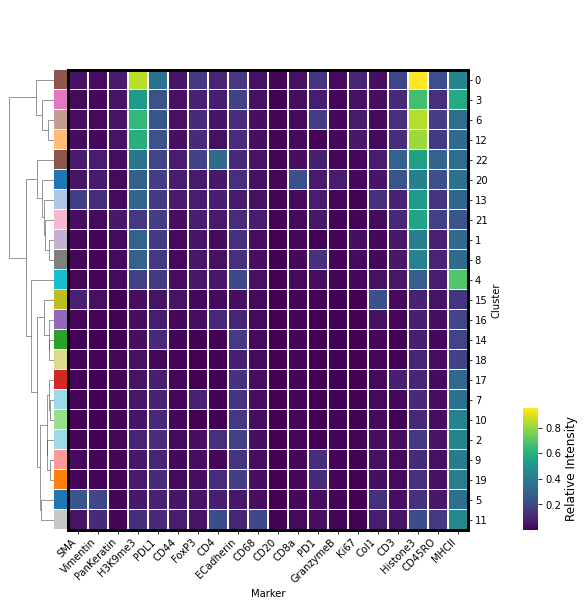 0
3
6
12
22
20
13
21
1
8
4
15
16
14
18
17
7
10
2
9
19
5
11
Cluster
SMA
Vimentin
PanKeratin
H3K9me3
PDL1
CD44
FoxP3
CD4
ECadherin
CD68
CD20
CD8a
PD1
GranzymeB
Ki67
Col1
CD3
Histone3
CD45RO
MHCII
Marker
0.8
0.6
0.4
0.2
Relative Intensity